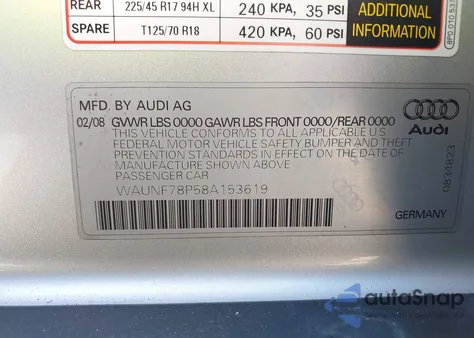 REAR 225/45 R17 94H XL 240 KPA, 35 PSI
SPARE T125/70 R18 420 KPA, 60 PSI
ADDITIONAL
INFORMATION
MFD. BY AUDI AG
02/08 GVWR LBS 0000 GAWR LBS FRONT 0000/REAR 0000
THIS VEHICLE CONFORMS TO ALL APPLICABLE U.S
FEDERAL MOTOR VEHICLE SAFETY, BUMPER AND THEFT
PREVENTION STANDARDS IN EFFECT ON THE DATE OF
MANUFACTURE SHOWN ABOVE
PASSENGER CAR
WAUNF78P58A153619
Audi
0834823
GERMANY
autoSnap